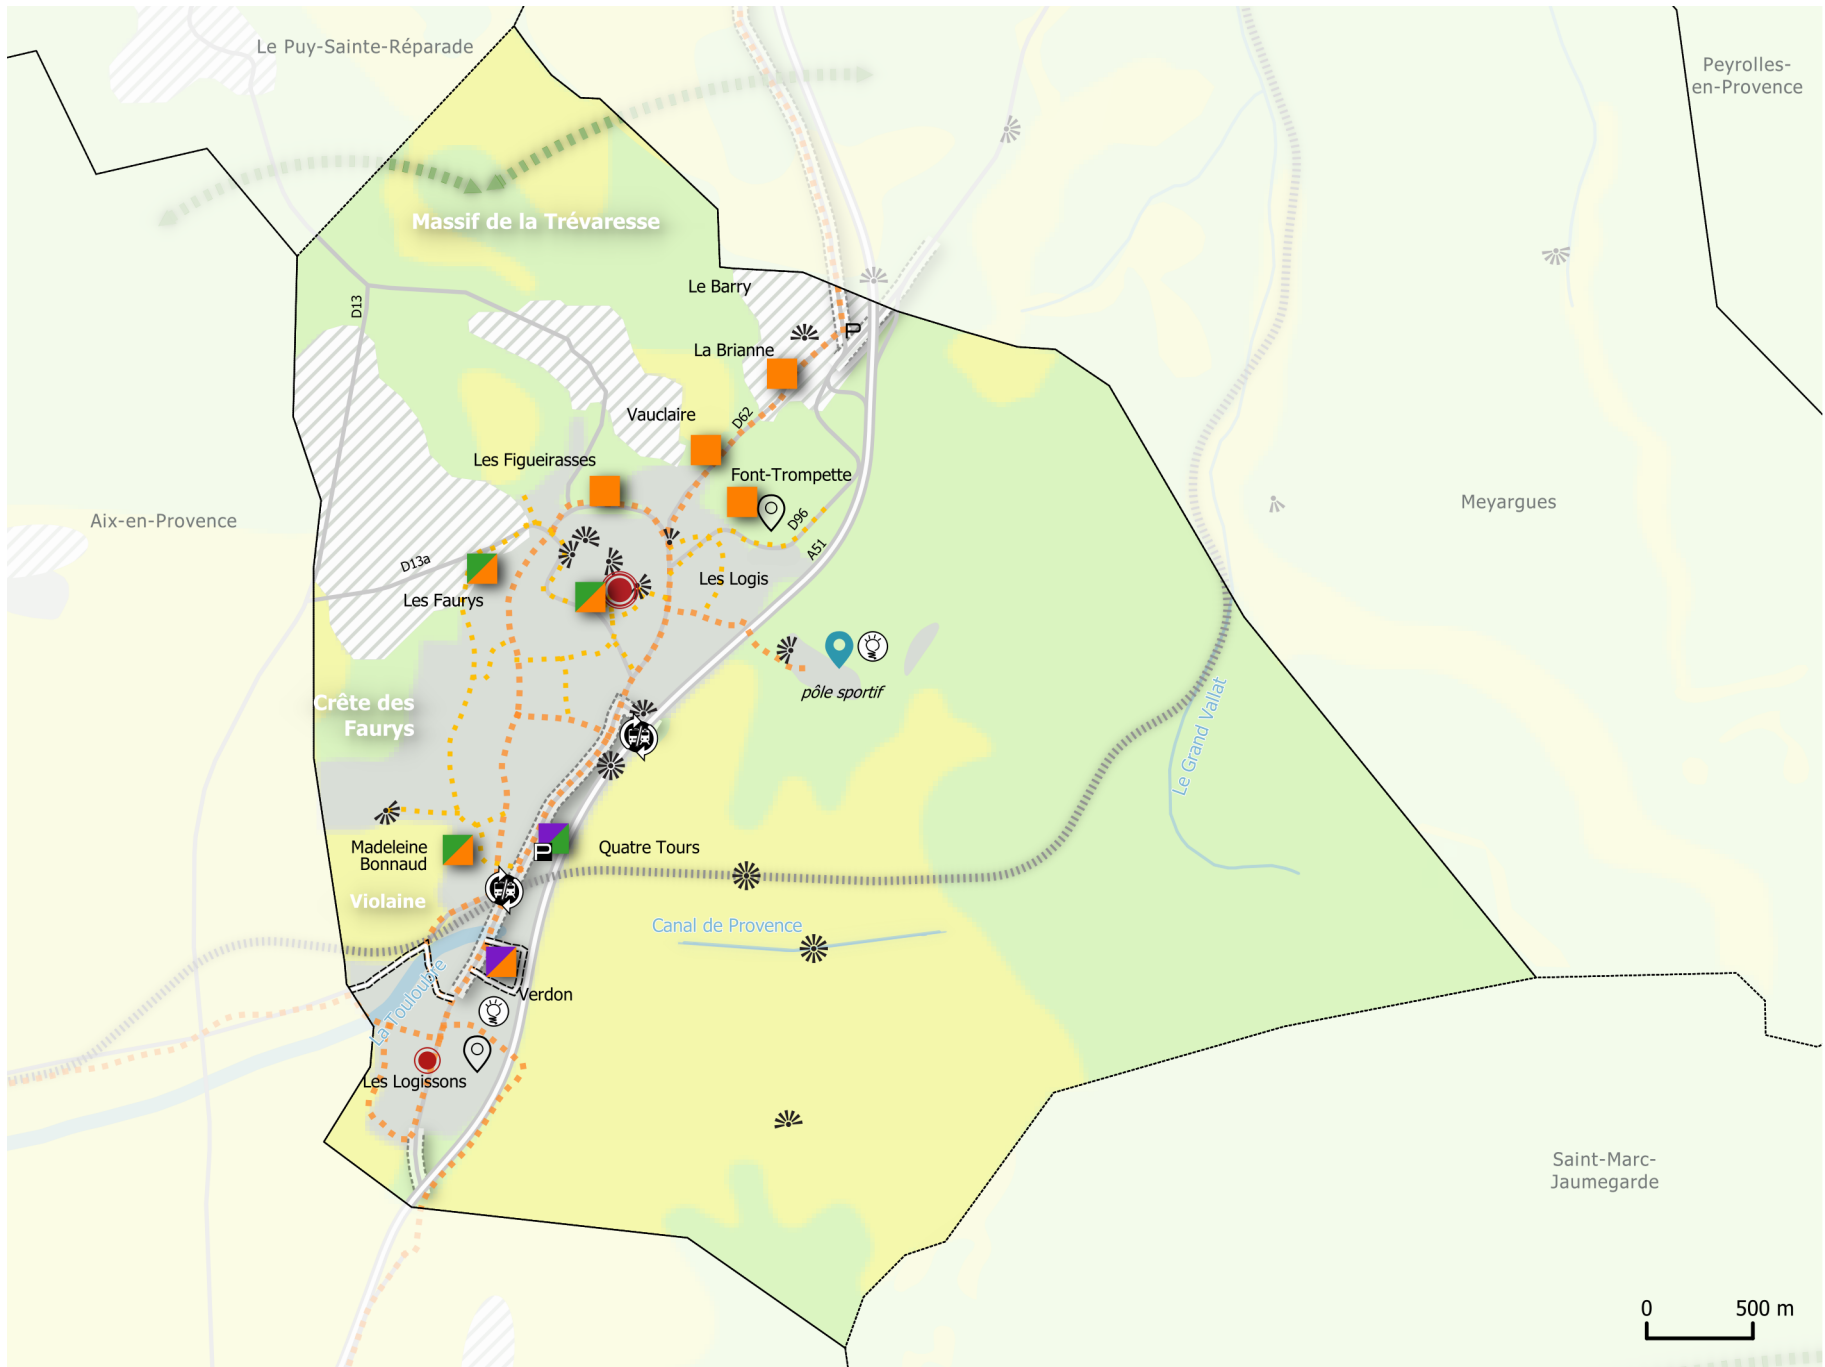 Le Puy-Sainte-Réparade
Peyrolles-
en-Provence
Massif de la Trévaresse
Le Barry
D13
P
La Brianne
Vauclaire
D62
Les Figueirasses
Font-Trompette
Meyargues
Aix-en-Provence
D96
A51
D13a
Les Logis
Les Faurys
pôle sportif
Crête des
Faurys
Le Grand Vallat
Madeleine
Bonnaud
P
Quatre Tours
Violaine
Canal de Provence
La Touloubre
Verdon
Les Logissons
Saint-Marc-
Jaumegarde
0 500 m